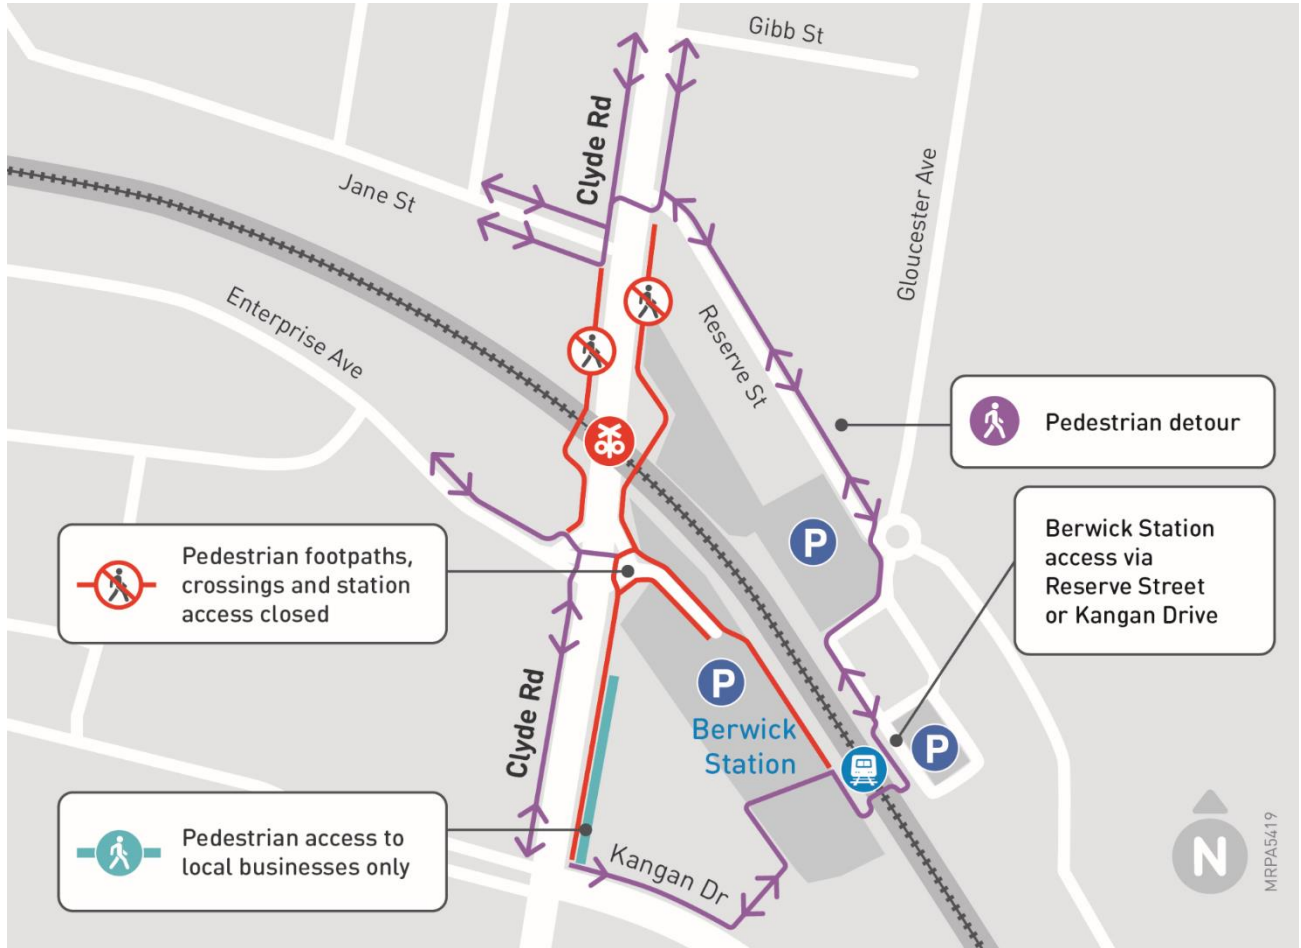 Gibb St
Clyde Rd
Jane St
Gloucester Ave
Enterprise Ave
Reserve St
Pedestrian detour
P
Berwick Station
access via
Reserve Street
or Kangan Drive
Pedestrian footpaths,
crossings and station
access closed
P
Clyde Rd
Berwick
Station
P
Pedestrian access to
local businesses only
Kangan Dr
N
MRPA5419